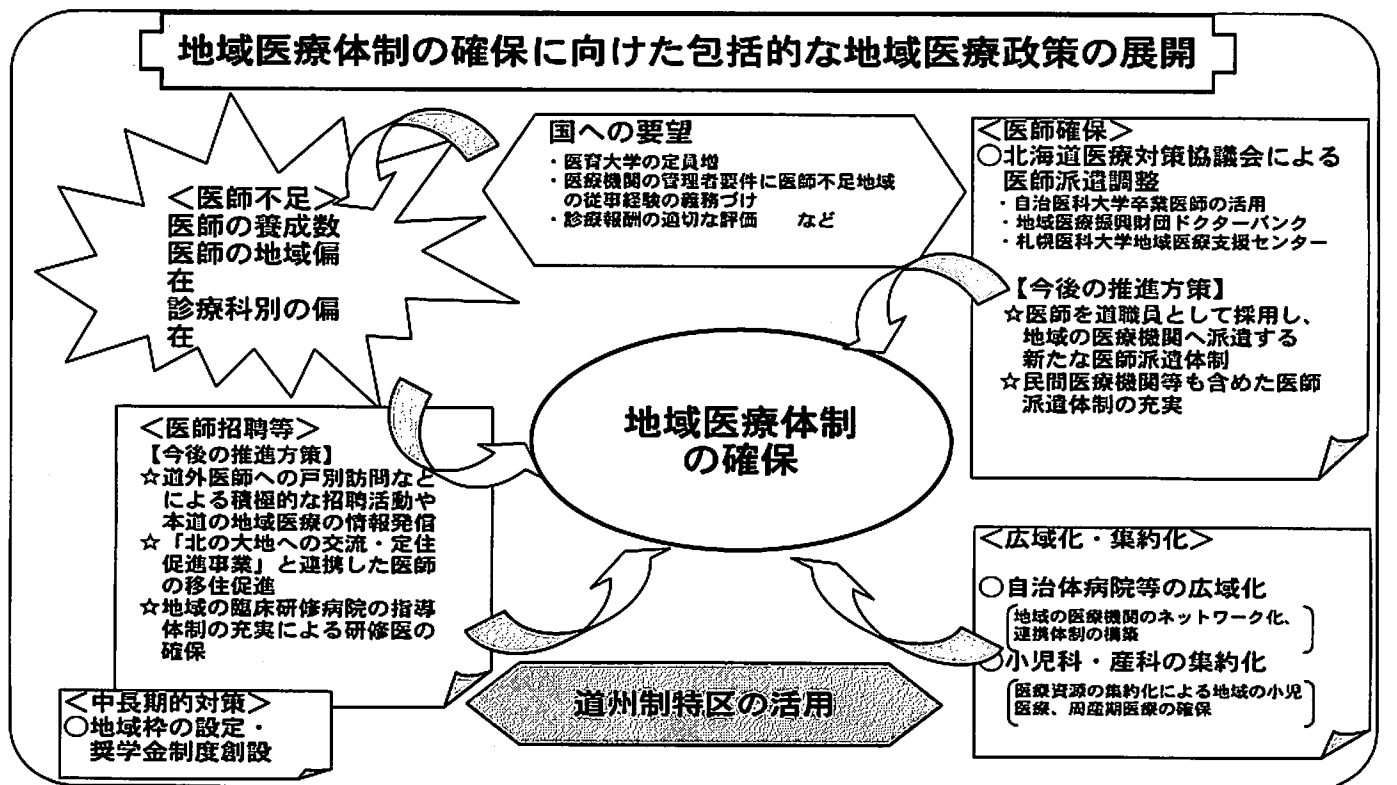 地域医療体制の確保に向けた包括的な地域医療政策の展開
＜医師不足＞
医師の養成数
医師の地域偏
在
診療科別の偏
在
国への要望
・医育大学の定員増
・医療機関の管理者要件に医師不足地域
の従事経験の義務づけ
・診療報酬の適切な評価　　など
＜医師確保＞
○北海道医療対策協議会による
医師派遣調整
・自治医科大学卒業医師の活用
・地域医療振興財団ドクターバンク
・札幌医科大学地域医療支援センター
【今後の推進方策】
☆医師を道職員として採用し、
地域の医療機関へ派遣する
新たな医師派遣体制
☆民間医療機関等も含めた医師
派遣体制の充実
地域医療体制
の確保
＜医師招聘等＞
【今後の推進方策】
☆道外医師への戸別訪問など
による積極的な招聘活動や
本道の地域医療の情報発信
☆「北の大地への交流・定住
促進事業」と連携した医師
の移住促進
☆地域の臨床研修病院の指導
体制の充実による研修医の
確保
＜中長期的対策＞
○地域枠の設定・
奨学金制度創設
道州制特区の活用
＜広域化・集約化＞
○自治体病院等の広域化
地域の医療機関のネットワーク化、
連携体制の構築
○小児科・産科の集約化
医療資源の集約化による地域の小児
医療、周産期医療の確保